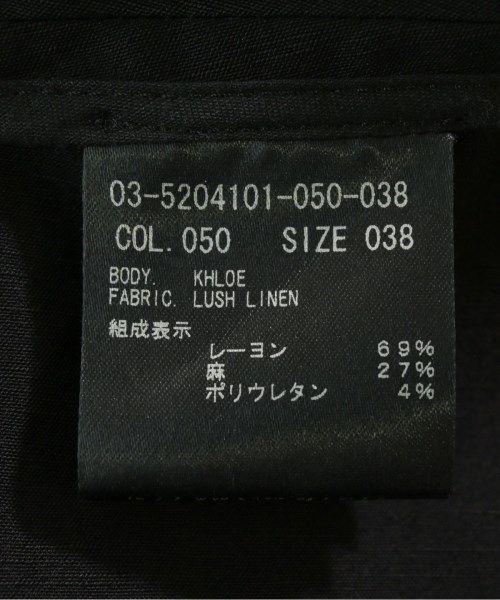 03-5204101-050-038
COL. 050 SIZE 038
BODY. KHLOE
FABRIC. LUSH LINEN
組成表示
レーヨン 69%
麻 27%
ポリウレタン 4%